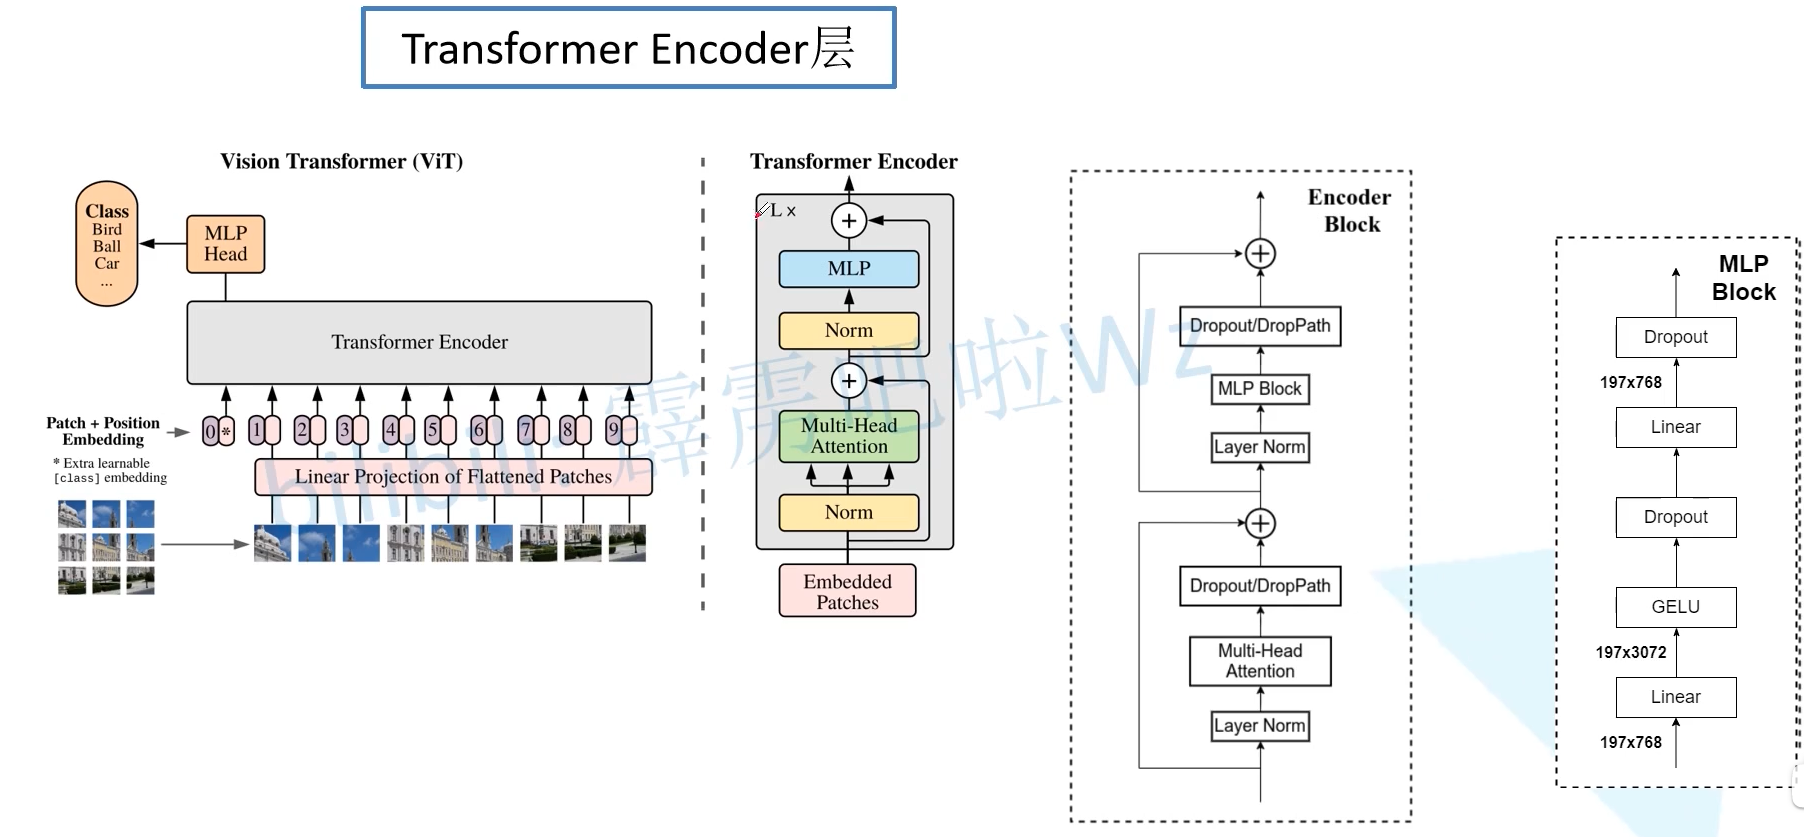 Transformer Encoder层
Vision Transformer (ViT)
Class
Bird
Ball
Car
...
MLP
Head
Transformer Encoder
Patch + Position
Embedding
0 * 1 2 3 4 5 6 7 8 9
* Extra learnable
[class] embedding
Linear Projection of Flattened Patches
Transformer Encoder
L x
+
MLP
Norm
+
Multi-Head
Attention
Norm
Embedded
Patches
Encoder
Block
+
Dropout/DropPath
MLP Block
Layer Norm
+
Dropout/DropPath
Multi-Head
Attention
Layer Norm
MLP
Block
Dropout
197x768
Linear
Dropout
GELU
197x3072
Linear
197x768
bilibili: 霹雳吧啦Wz